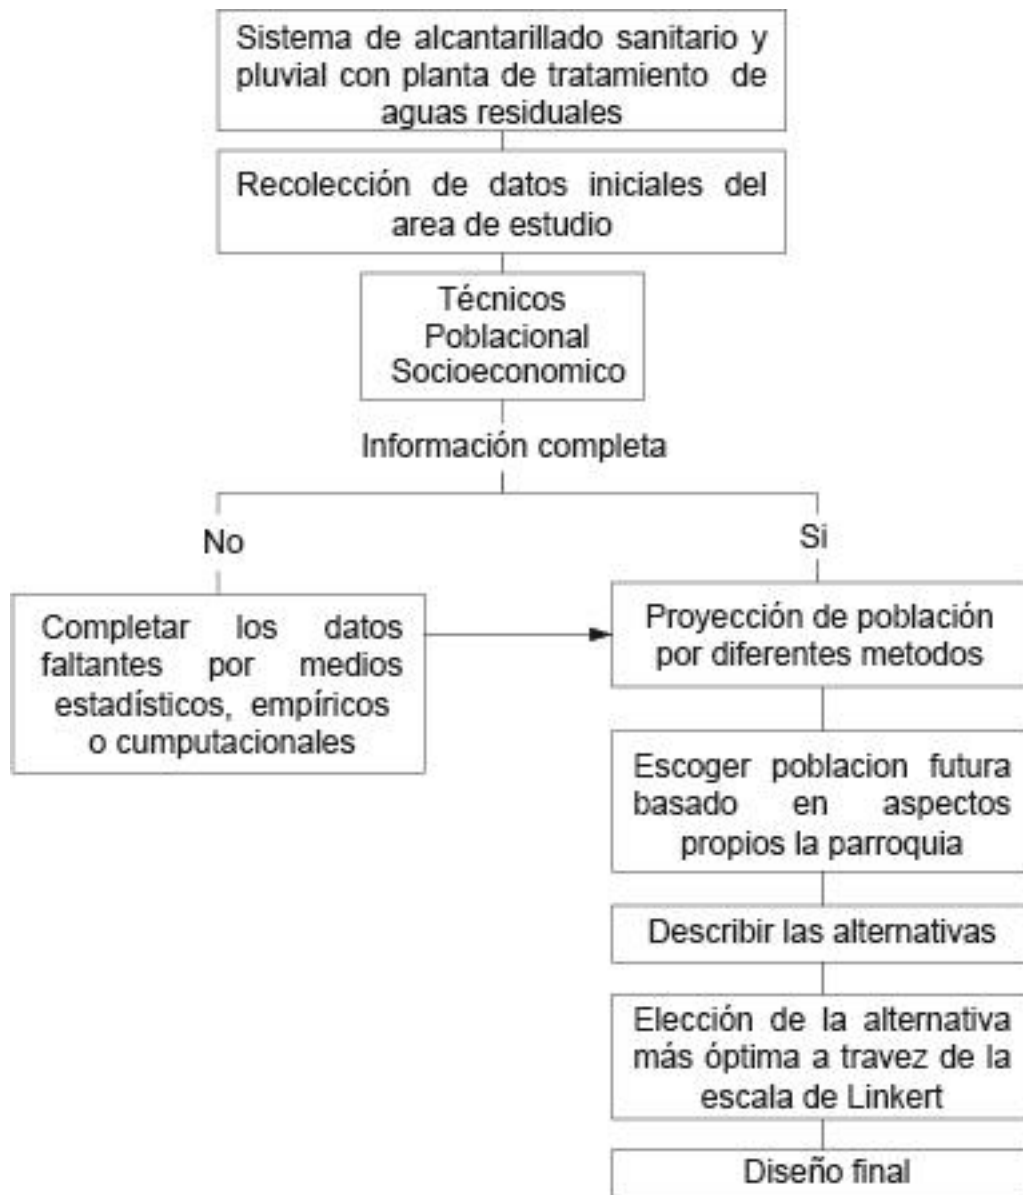 Sistema de alcantarillado sanitario y
pluvial con planta de tratamiento de
aguas residuales
Recolección de datos iniciales del
area de estudio
Técnicos
Poblacional
Socioeconomico
Información completa
No
Si
Completar los datos
faltantes por medios
estadísticos, empíricos
o cumputacionales
Proyección de población
por diferentes metodos
Escoger poblacion futura
basado en aspectos
propios la parroquia
Describir las alternativas
Elección de la alternativa
más óptima a travez de la
escala de Linkert
Diseño final